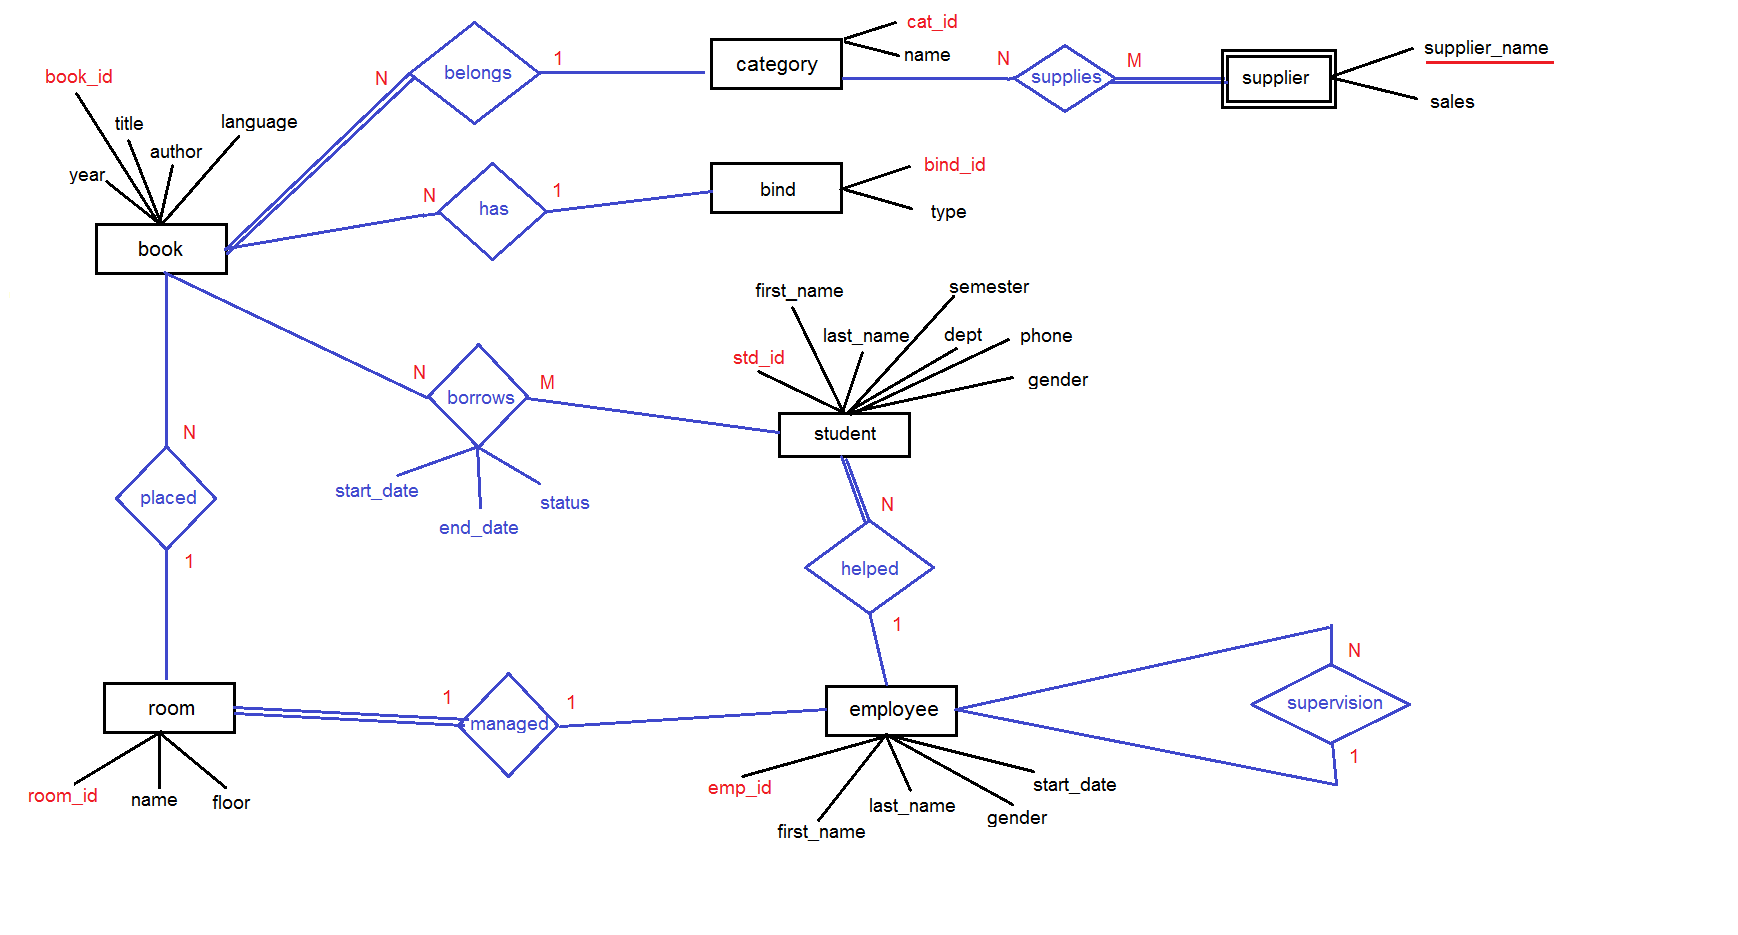 cat_id
supplier_name
name
1
N
M
category
belongs
supplies
supplier
book_id
N
sales
title
language
author
year
bind_id
1
N
bind
has
type
book
first_name
semester
last_name
dept
phone
std_id
gender
N
M
borrows
student
N
start_date
status
placed
end_date
N
1
helped
1
N
1
1
room
managed
employee
supervision
1
room_id
name
floor
emp_id
start_date
last_name
gender
first_name